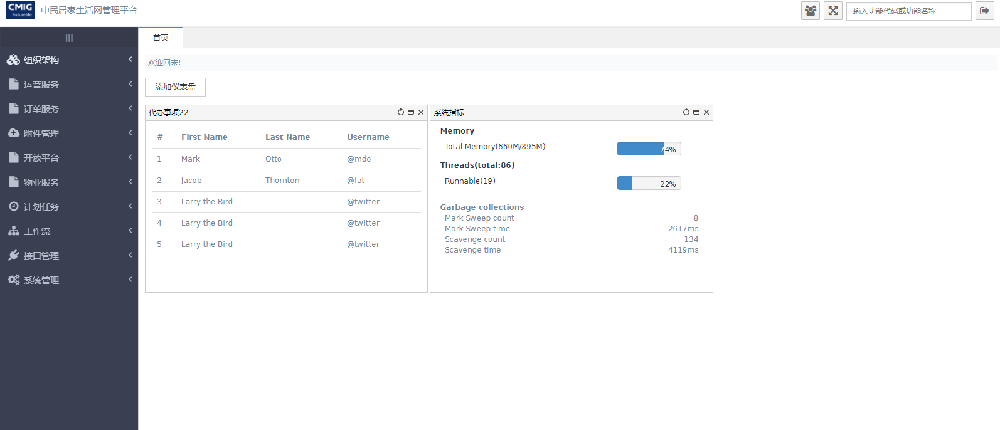 CMIG
Futurelife
中民居家生活网管理平台
输入功能代码或功能名称
首页
组织架构
运营服务
订单服务
附件管理
开放平台
物业服务
计划任务
工作流
接口管理
系统管理
欢迎回来!
添加仪表盘
代办事项22
# First Name Last Name Username
1 Mark Otto @mdo
2 Jacob Thornton @fat
3 Larry the Bird @twitter
4 Larry the Bird @twitter
5 Larry the Bird @twitter
系统指标
Memory
Total Memory(660M/895M) 74%
Threads(total:86)
Runnable(19) 22%
Garbage collections
Mark Sweep count 8
Mark Sweep time 2617ms
Scavenge count 134
Scavenge time 4119ms